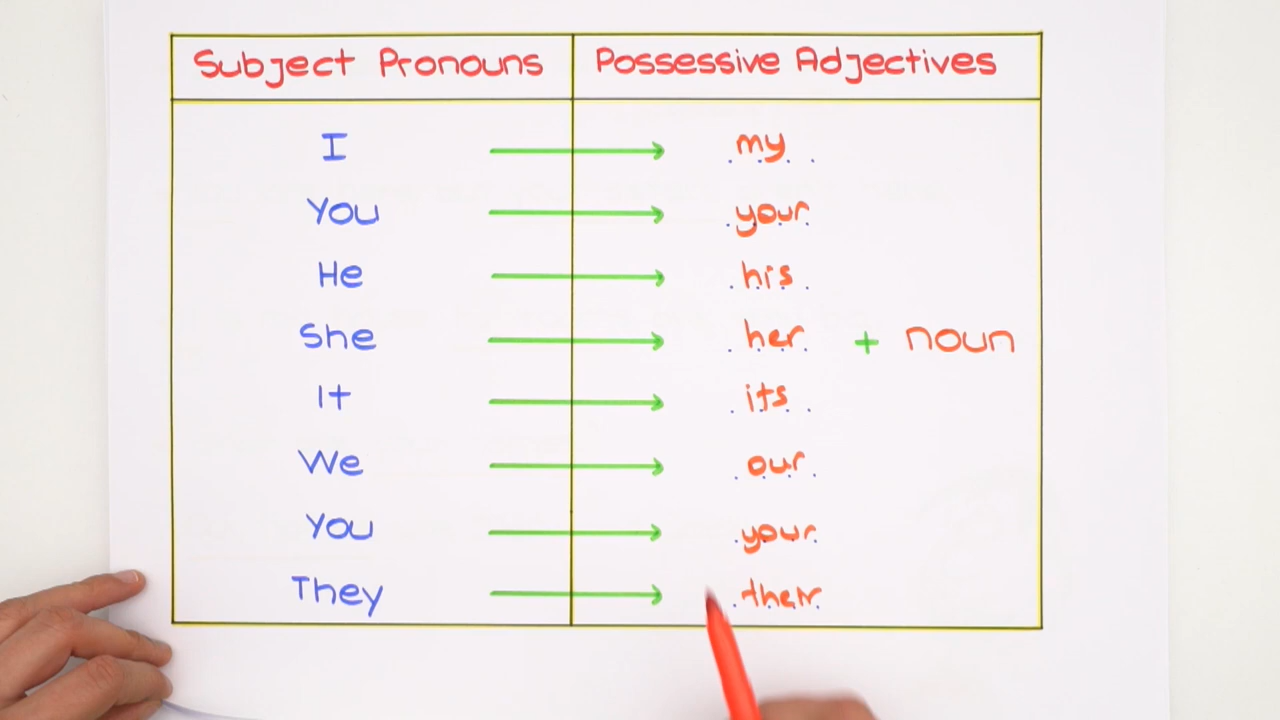 Subject Pronouns Possessive Adjectives
I my
You your
He his
She her + noun
It its
We our
You your
They their